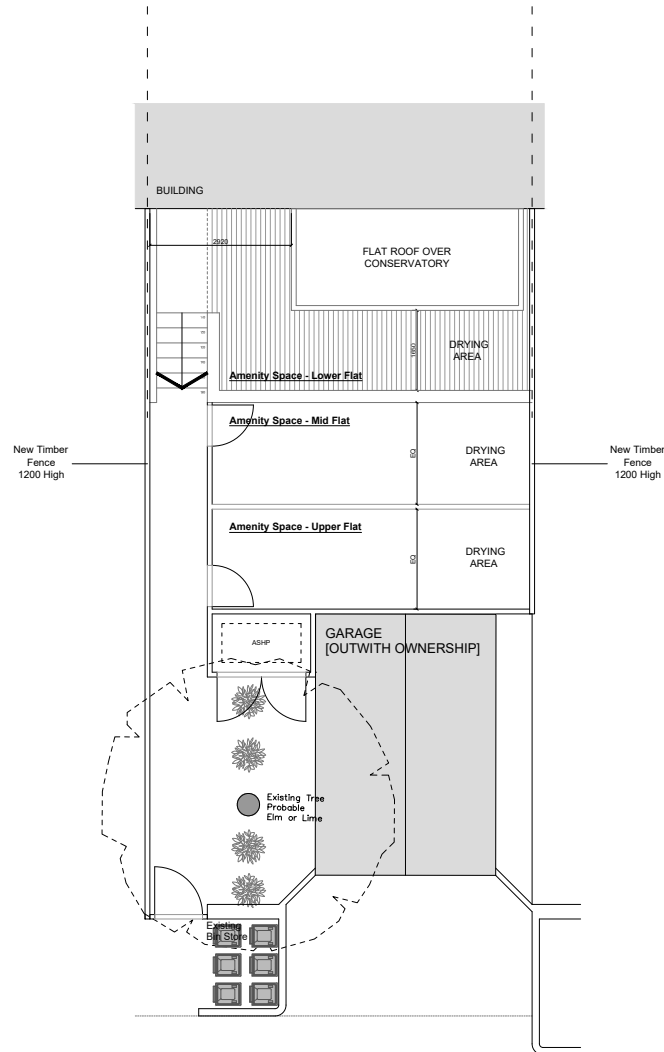 BUILDING
2920
FLAT ROOF OVER
CONSERVATORY
1650
DRYING
AREA
Amenity Space - Lower Flat
Amenity Space - Mid Flat
New Timber
Fence
1200 High
EQ
DRYING
AREA
New Timber
Fence
1200 High
Amenity Space - Upper Flat
EQ
DRYING
AREA
ASHP
GARAGE
[OUTWITH OWNERSHIP]
Existing Tree
Probable
Elm or Lime
Existing
Bin Store